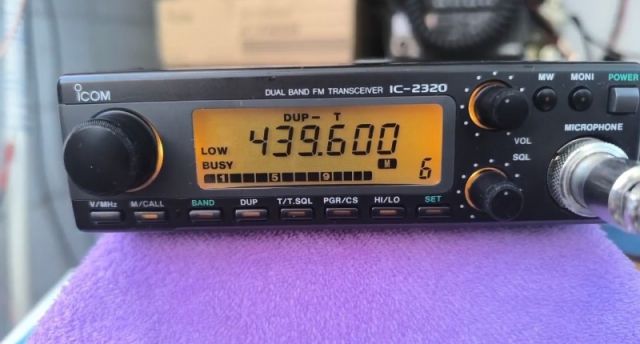 ICOM
DUAL BAND FM TRANSCEIVER IC-2320
MW MONI POWER
DUP- T
LOW
439.600
BUSY
M
1 5 9
6
VOL
SQL
MICROPHONE
V/MHz M/CALL BAND DUP T/T.SQL PGR/CS HI/LO SET